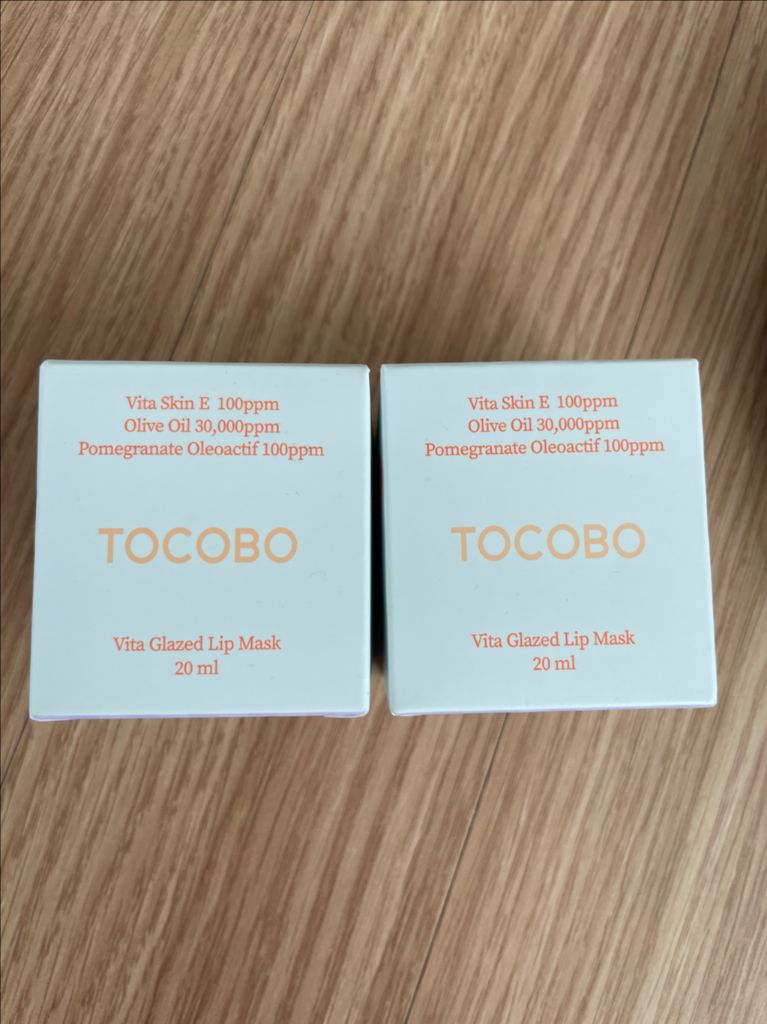 Vita Skin E 100ppm
Olive Oil 30,000ppm
Pomegranate Oleoactif 100ppm
TOCOBO
Vita Glazed Lip Mask
20 ml
Vita Skin E 100ppm
Olive Oil 30,000ppm
Pomegranate Oleoactif 100ppm
TOCOBO
Vita Glazed Lip Mask
20 ml